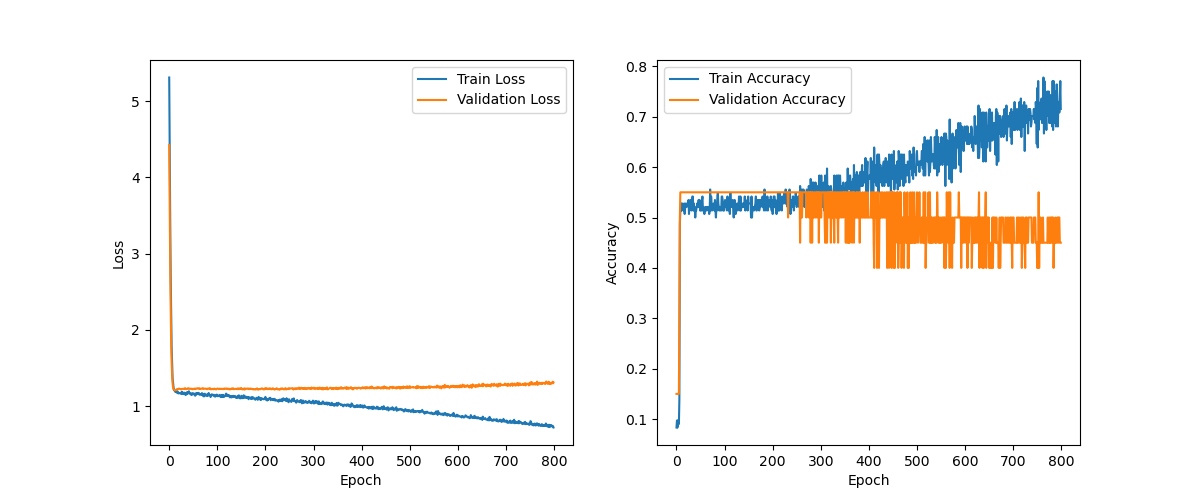 Train Loss
Validation Loss
5
4
3
2
1
Loss
0 100 200 300 400 500 600 700 800
Epoch
Train Accuracy
Validation Accuracy
0.8
0.7
0.6
0.5
0.4
0.3
0.2
0.1
Accuracy
0 100 200 300 400 500 600 700 800
Epoch